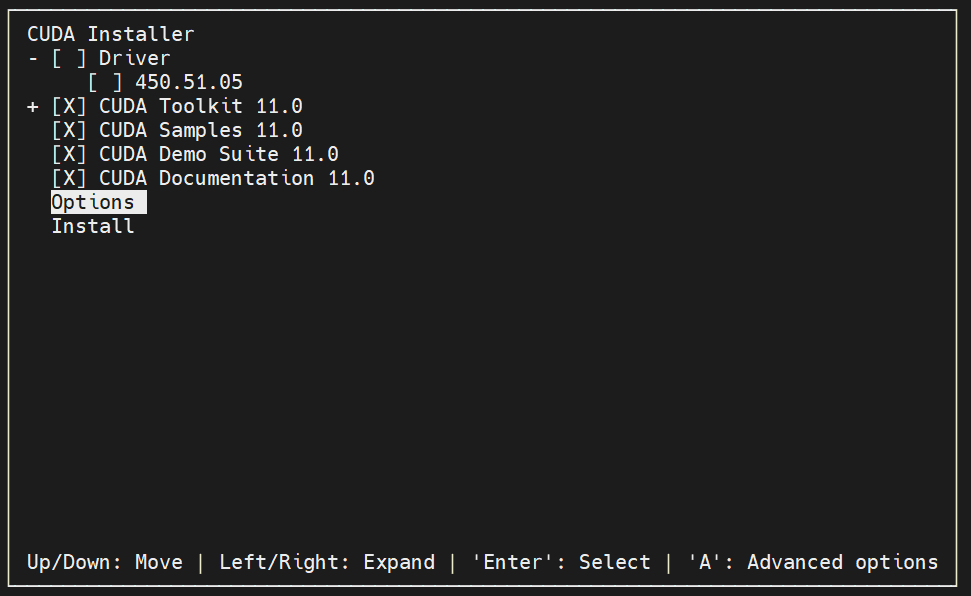 CUDA Installer
- [ ] Driver
[ ] 450.51.05
+ [X] CUDA Toolkit 11.0
[X] CUDA Samples 11.0
[X] CUDA Demo Suite 11.0
[X] CUDA Documentation 11.0
Options
Install
Up/Down: Move | Left/Right: Expand | 'Enter': Select | 'A': Advanced options